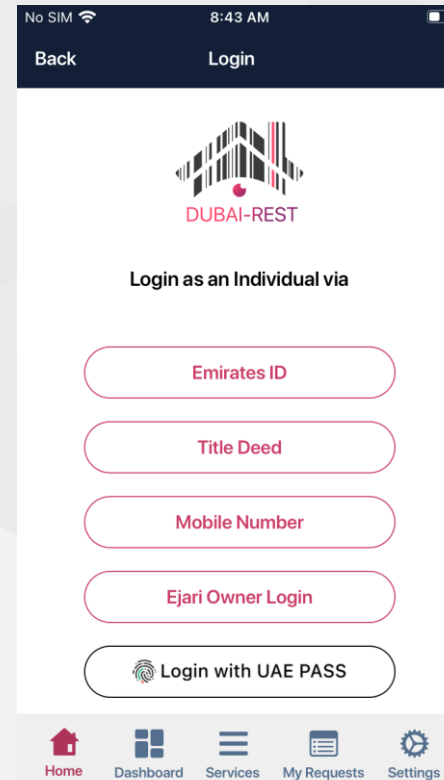 No SIM 8:43 AM
Back Login
DUBAI-REST
Login as an Individual via
Emirates ID
Title Deed
Mobile Number
Ejari Owner Login
Login with UAE PASS
Home Dashboard Services My Requests Settings